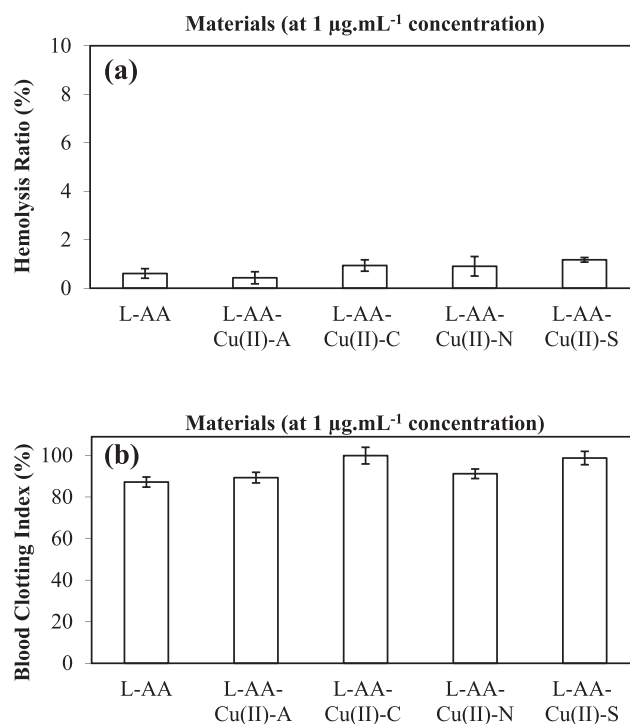 Materials (at 1 µg.mL-1 concentration)
(a)
Hemolysis Ratio (%)
10
8
6
4
2
0
L-AA
L-AA-
Cu(II)-A
L-AA-
Cu(II)-C
L-AA-
Cu(II)-N
L-AA-
Cu(II)-S
Materials (at 1 µg.mL-1 concentration)
(b)
Blood Clotting Index (%)
100
80
60
40
20
0
L-AA
L-AA-
Cu(II)-A
L-AA-
Cu(II)-C
L-AA-
Cu(II)-N
L-AA-
Cu(II)-S